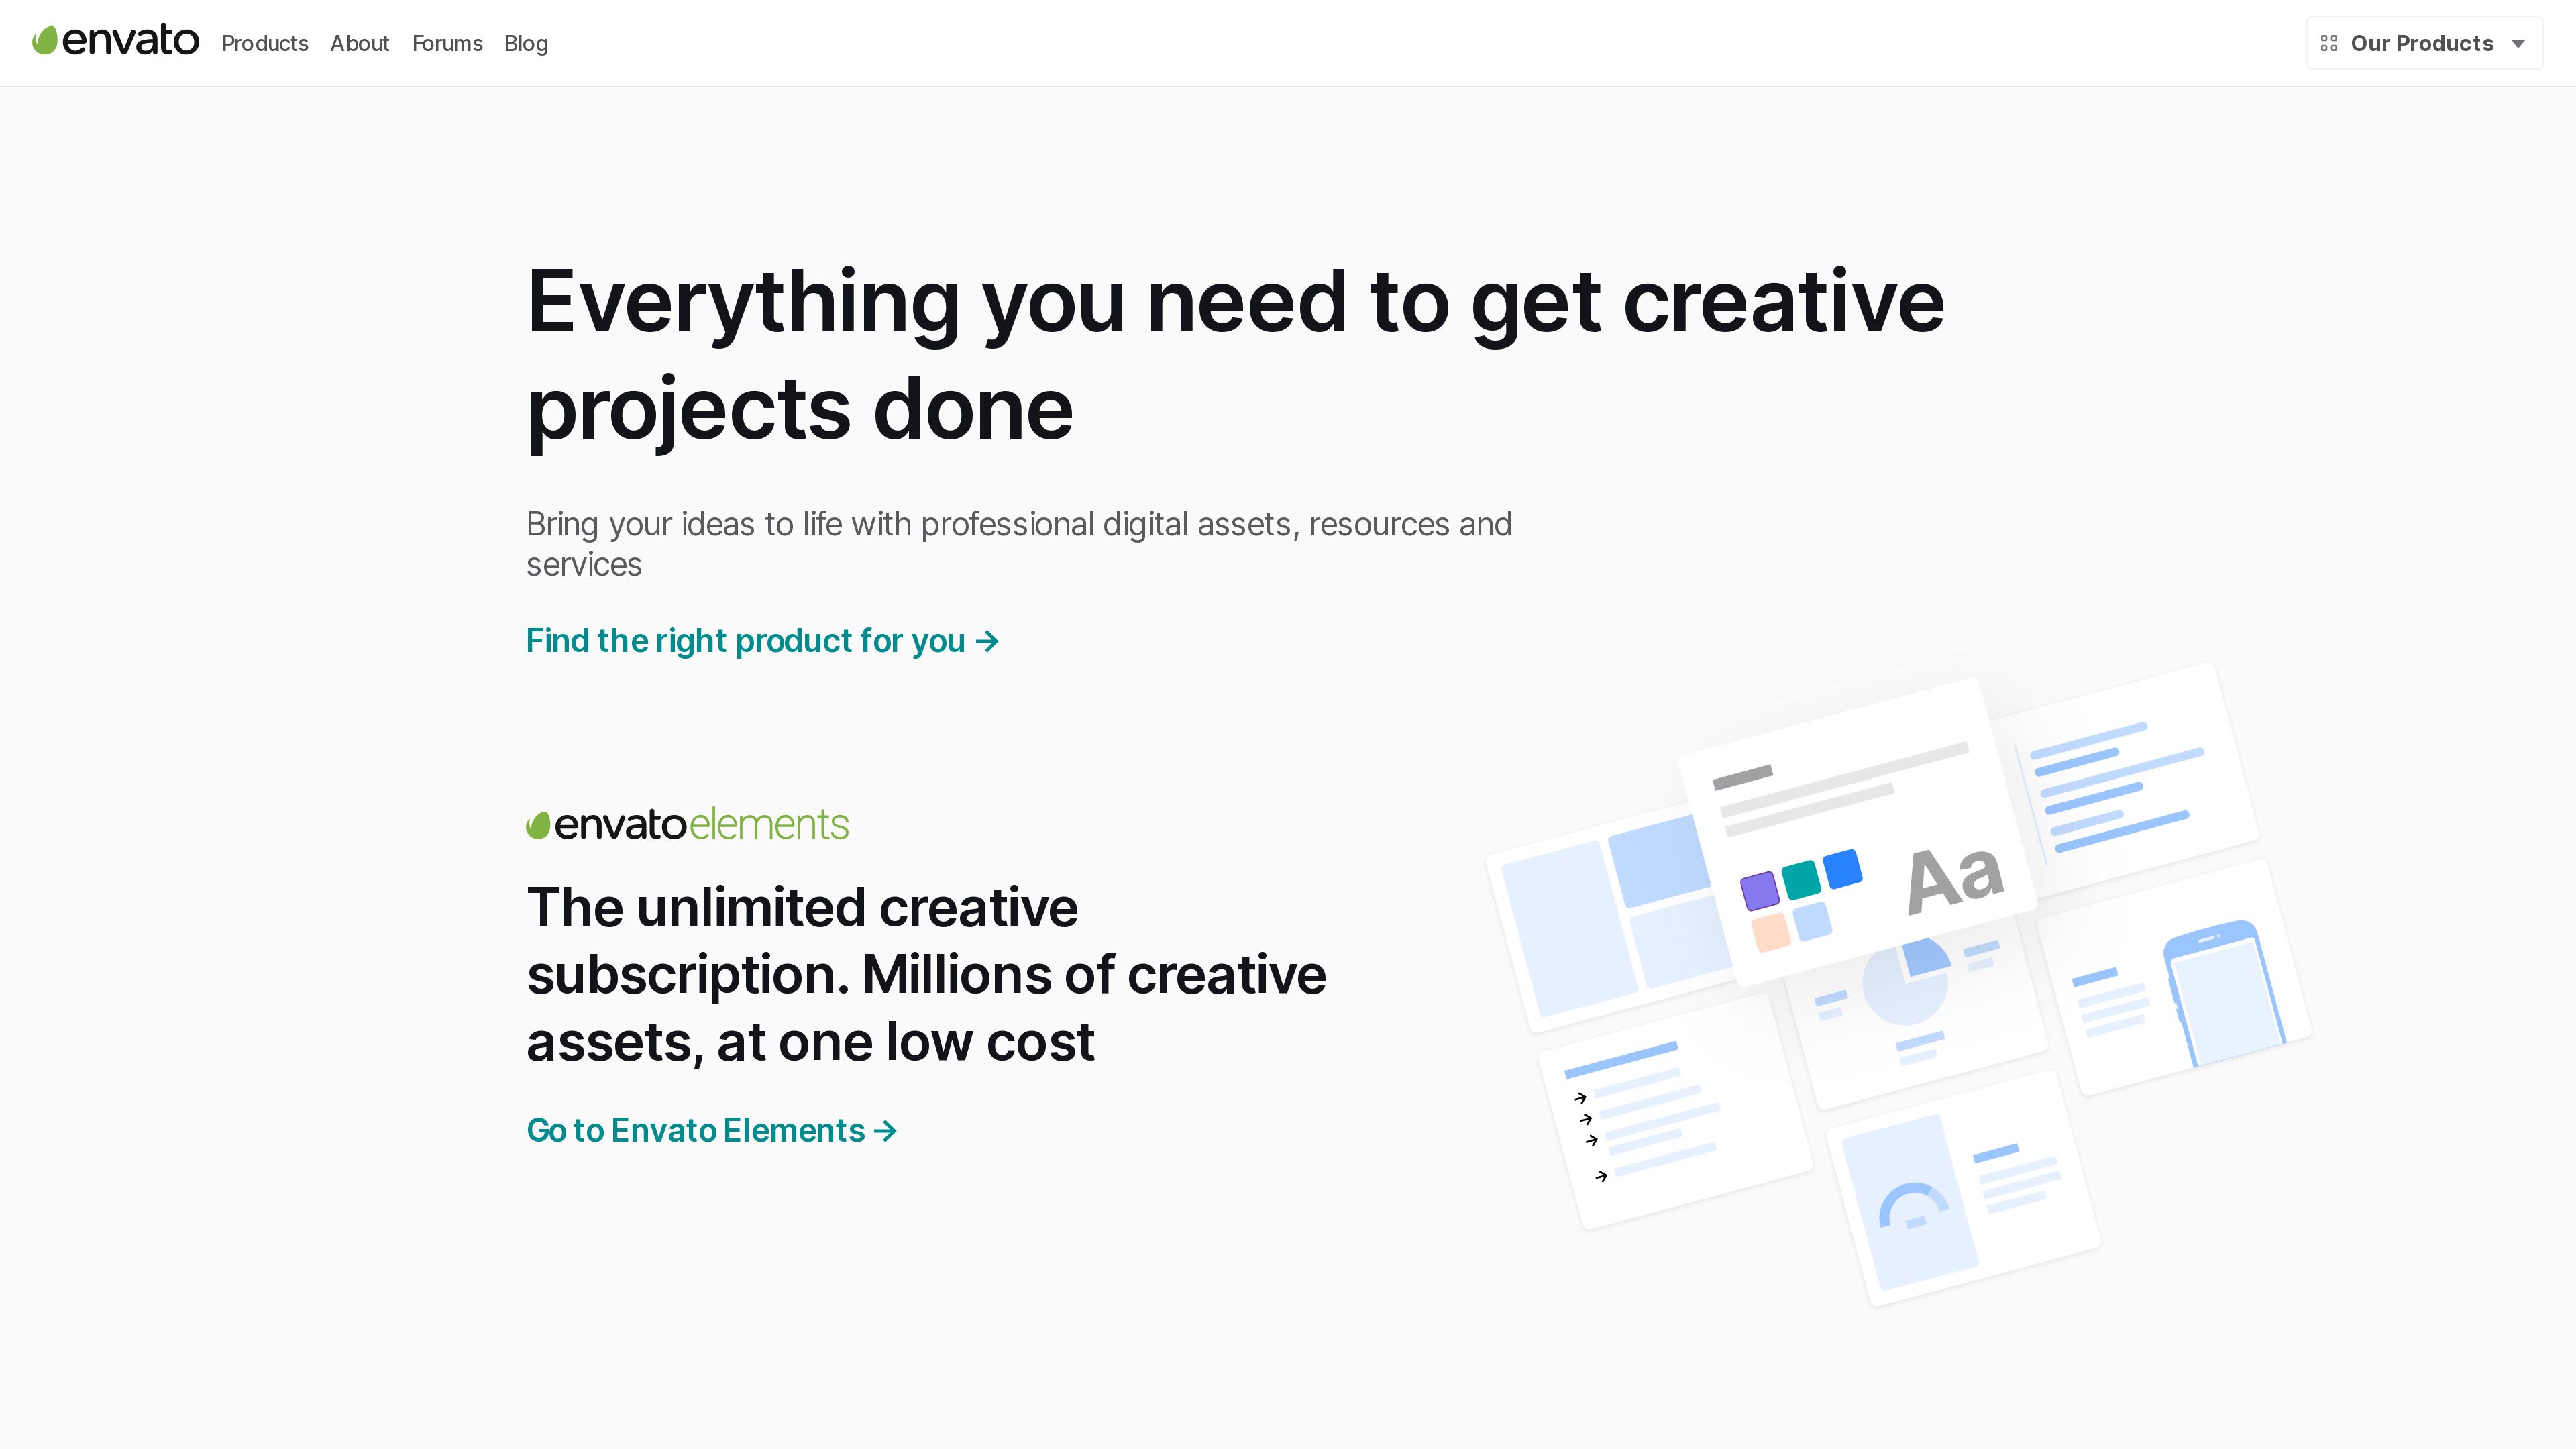 envato Products About Forums Blog Our Products
Everything you need to get creative
projects done
Bring your ideas to life with professional digital assets, resources and
services
Find the right product for you →
envatoelements
The unlimited creative
subscription. Millions of creative
assets, at one low cost
Go to Envato Elements →
Aa